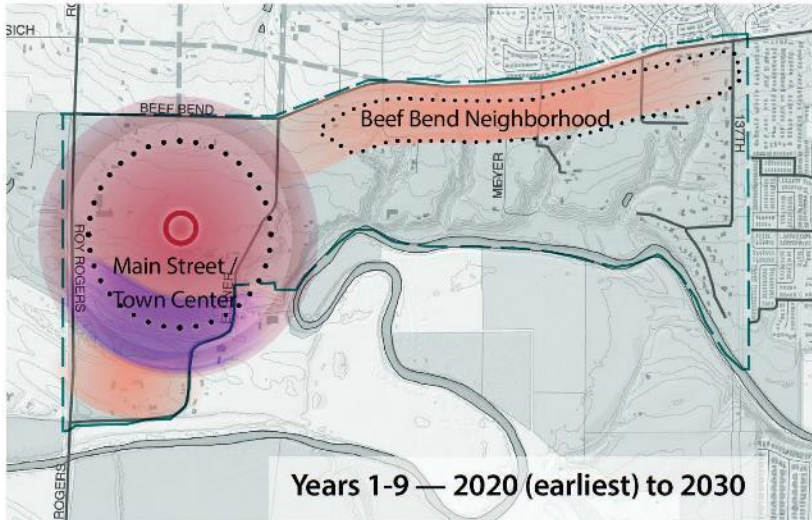 SICH
RO
BEEF BEND
Beef Bend Neighborhood
137TH
MEYER
ROY ROGERS
Main Street /
Town Center
ROGERS
Years 1-9 — 2020 (earliest) to 2030